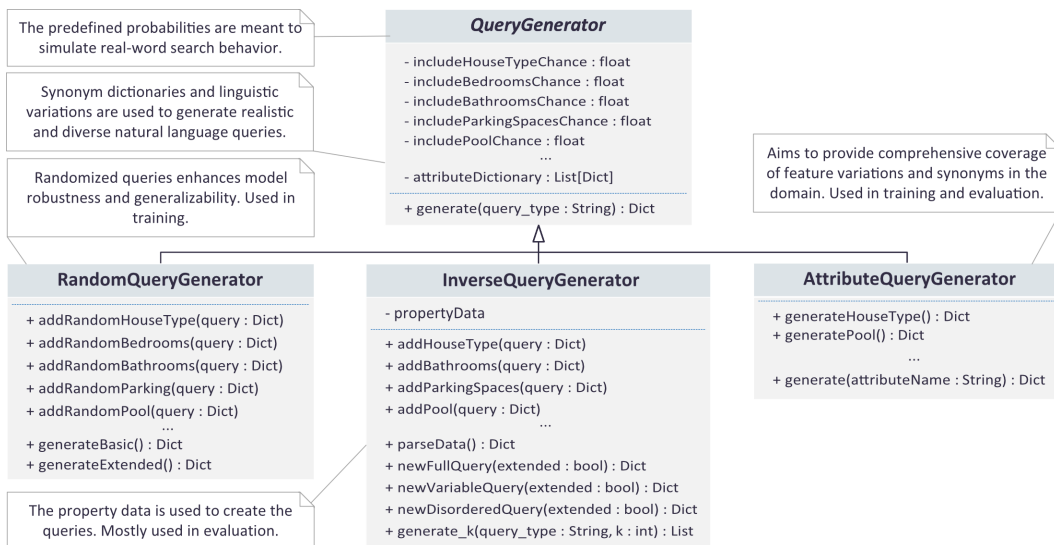 The predefined probabilities are meant to
simulate real-word search behavior.
Synonym dictionaries and linguistic
variations are used to generate realistic
and diverse natural language queries.
Randomized queries enhances model
robustness and generalizability. Used in
training.
QueryGenerator
- includeHouseTypeChance : float
- includeBedroomsChance : float
- includeBathroomsChance : float
- includeParkingSpacesChance : float
- includePoolChance : float
...
- attributeDictionary : List[Dict]
+ generate(query_type : String) : Dict
Aims to provide comprehensive coverage
of feature variations and synonyms in the
domain. Used in training and evaluation.
RandomQueryGenerator
+ addRandomHouseType(query : Dict)
+ addRandomBedrooms(query : Dict)
+ addRandomBathrooms(query : Dict)
+ addRandomParking(query : Dict)
+ addRandomPool(query : Dict)
...
+ generateBasic() : Dict
+ generateExtended() : Dict
The property data is used to create the
queries. Mostly used in evaluation.
InverseQueryGenerator
- propertyData
+ addHouseType(query : Dict)
+ addBathrooms(query : Dict)
+ addParkingSpaces(query : Dict)
+ addPool(query : Dict)
...
+ parseData() : Dict
+ newFullQuery(extended : bool) : Dict
+ newVariableQuery(extended : bool) : Dict
+ newDisorderedQuery(extended : bool) : Dict
+ generate_k(query_type : String, k : int) : List
AttributeQueryGenerator
+ generateHouseType() : Dict
+ generatePool() : Dict
...
+ generate(attributeName : String) : Dict